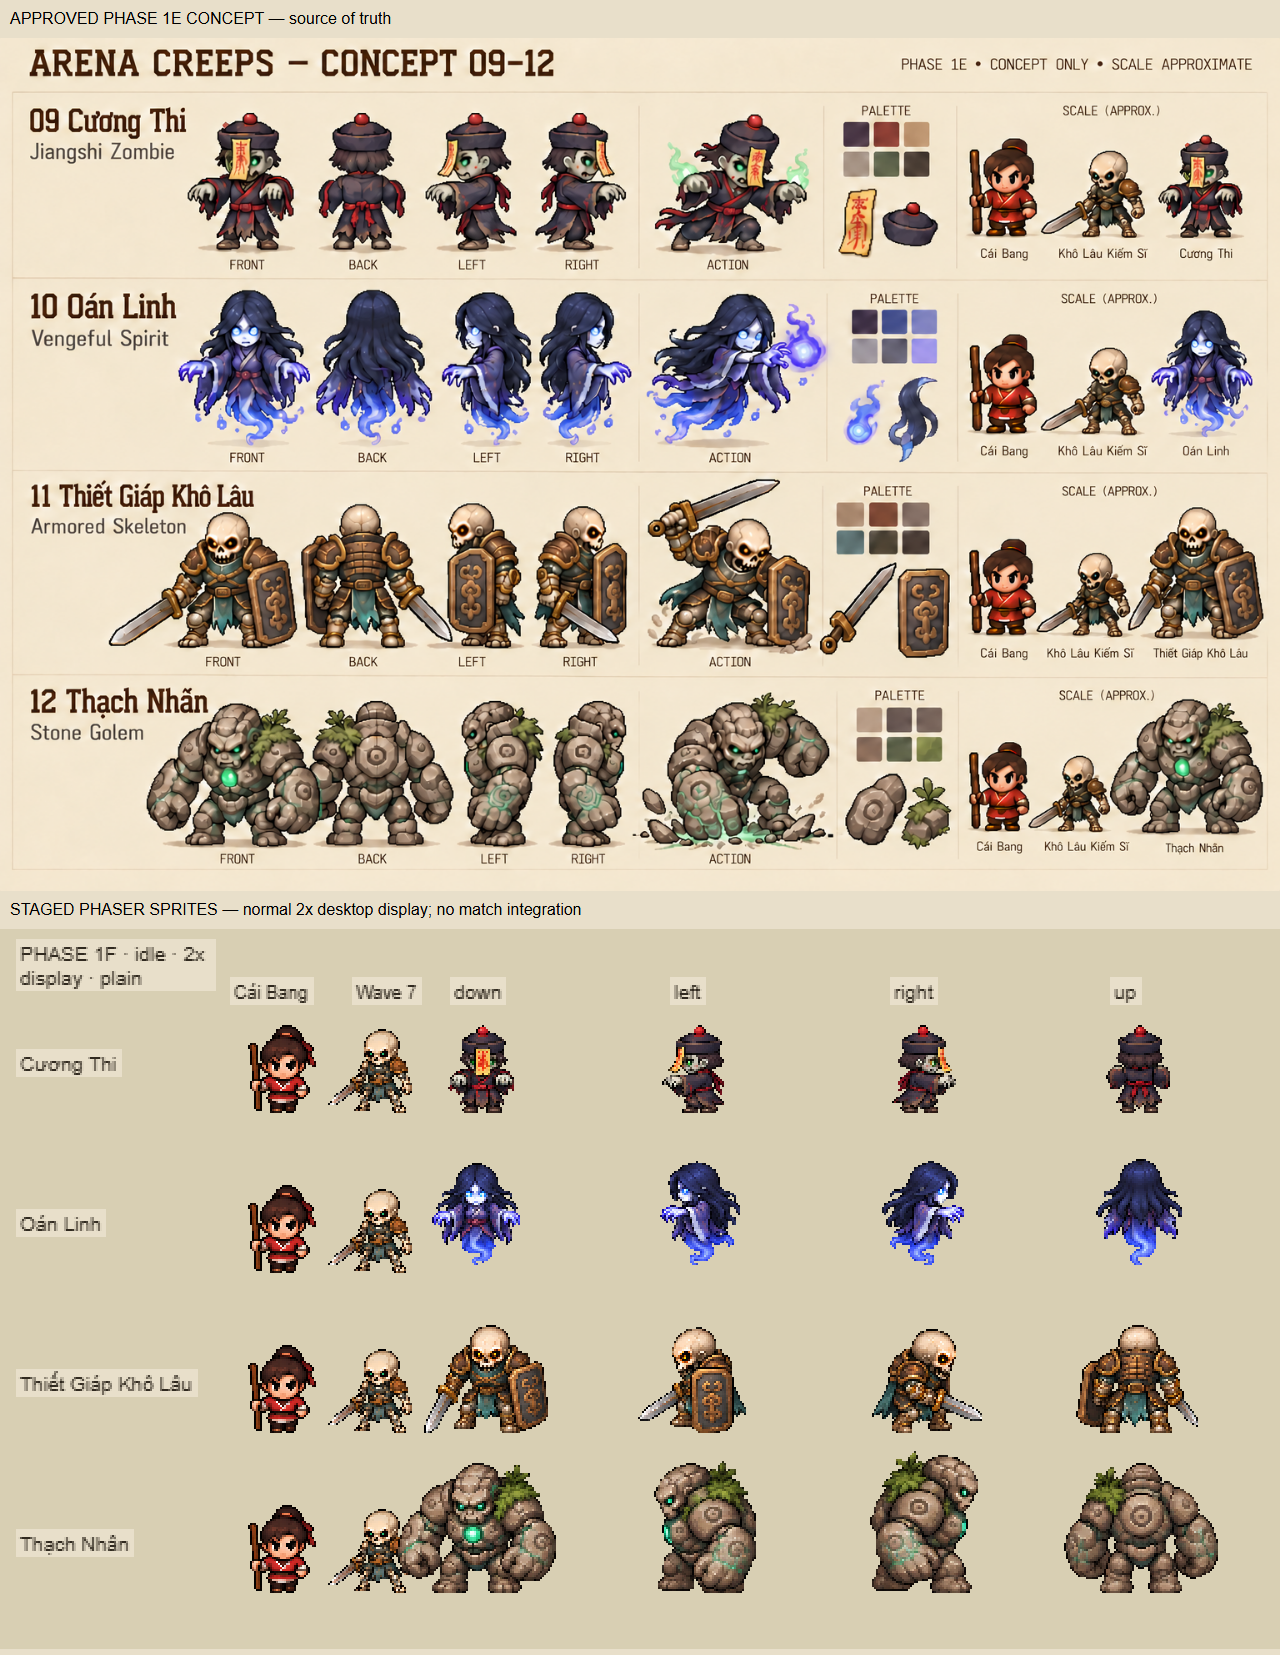 APPROVED PHASE 1E CONCEPT — source of truth
ARENA CREEPS – CONCEPT 09–12
PHASE 1E • CONCEPT ONLY • SCALE APPROXIMATE
09 Cương Thi
Jiangshi Zombie
FRONT
BACK
LEFT
RIGHT
ACTION
PALETTE
SCALE (APPROX.)
Cái Bang
Khô Lâu Kiếm Sĩ
Cương Thi
10 Oán Linh
Vengeful Spirit
FRONT
BACK
LEFT
RIGHT
ACTION
PALETTE
SCALE (APPROX.)
Cái Bang
Khô Lâu Kiếm Sĩ
Oán Linh
11 Thiết Giáp Khô Lâu
Armored Skeleton
FRONT
BACK
LEFT
RIGHT
ACTION
PALETTE
SCALE (APPROX.)
Cái Bang
Khô Lâu Kiếm Sĩ
Thiết Giáp Khô Lâu
12 Thạch Nhãn
Stone Golem
FRONT
BACK
LEFT
RIGHT
ACTION
PALETTE
SCALE (APPROX.)
Cái Bang
Khô Lâu Kiếm Sĩ
Thạch Nhãn
STAGED PHASER SPRITES — normal 2x desktop display; no match integration
PHASE 1F · idle · 2x
display · plain
Cái Bang
Wave 7
down
left
right
up
Cương Thi
Oán Linh
Thiết Giáp Khô Lâu
Thạch Nhân